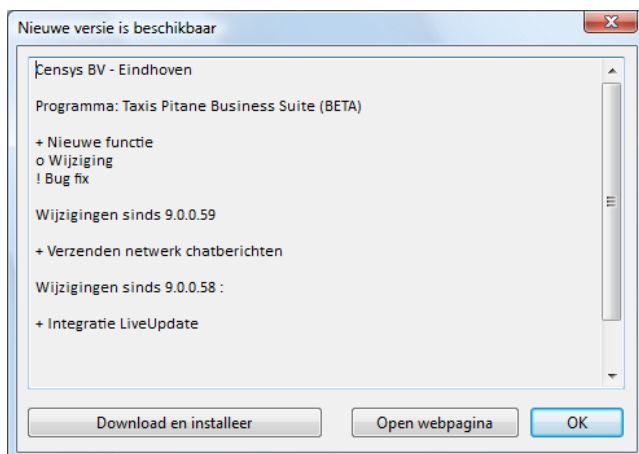 Nieuwe versie is beschikbaar
Censys BV - Eindhoven
Programma: Taxis Pitane Business Suite (BETA)
+ Nieuwe functie
o Wijziging
! Bug fix
Wijzigingen sinds 9.0.0.59
+ Verzenden netwerk chatberichten
Wijzigingen sinds 9.0.0.58 :
+ Integratie LiveUpdate
Download en installeer
Open webpagina
OK